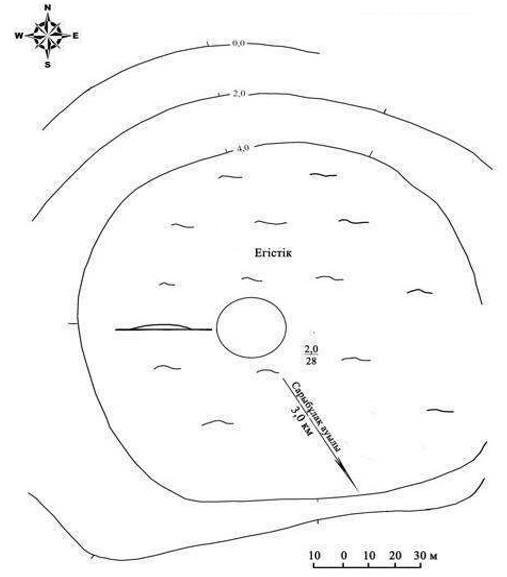 N
W E
S
0,0
2,0
4,0
Егістік
2,0
28
Сарыбұлақ ауылы
3,0 км
10 0 10 20 30 м